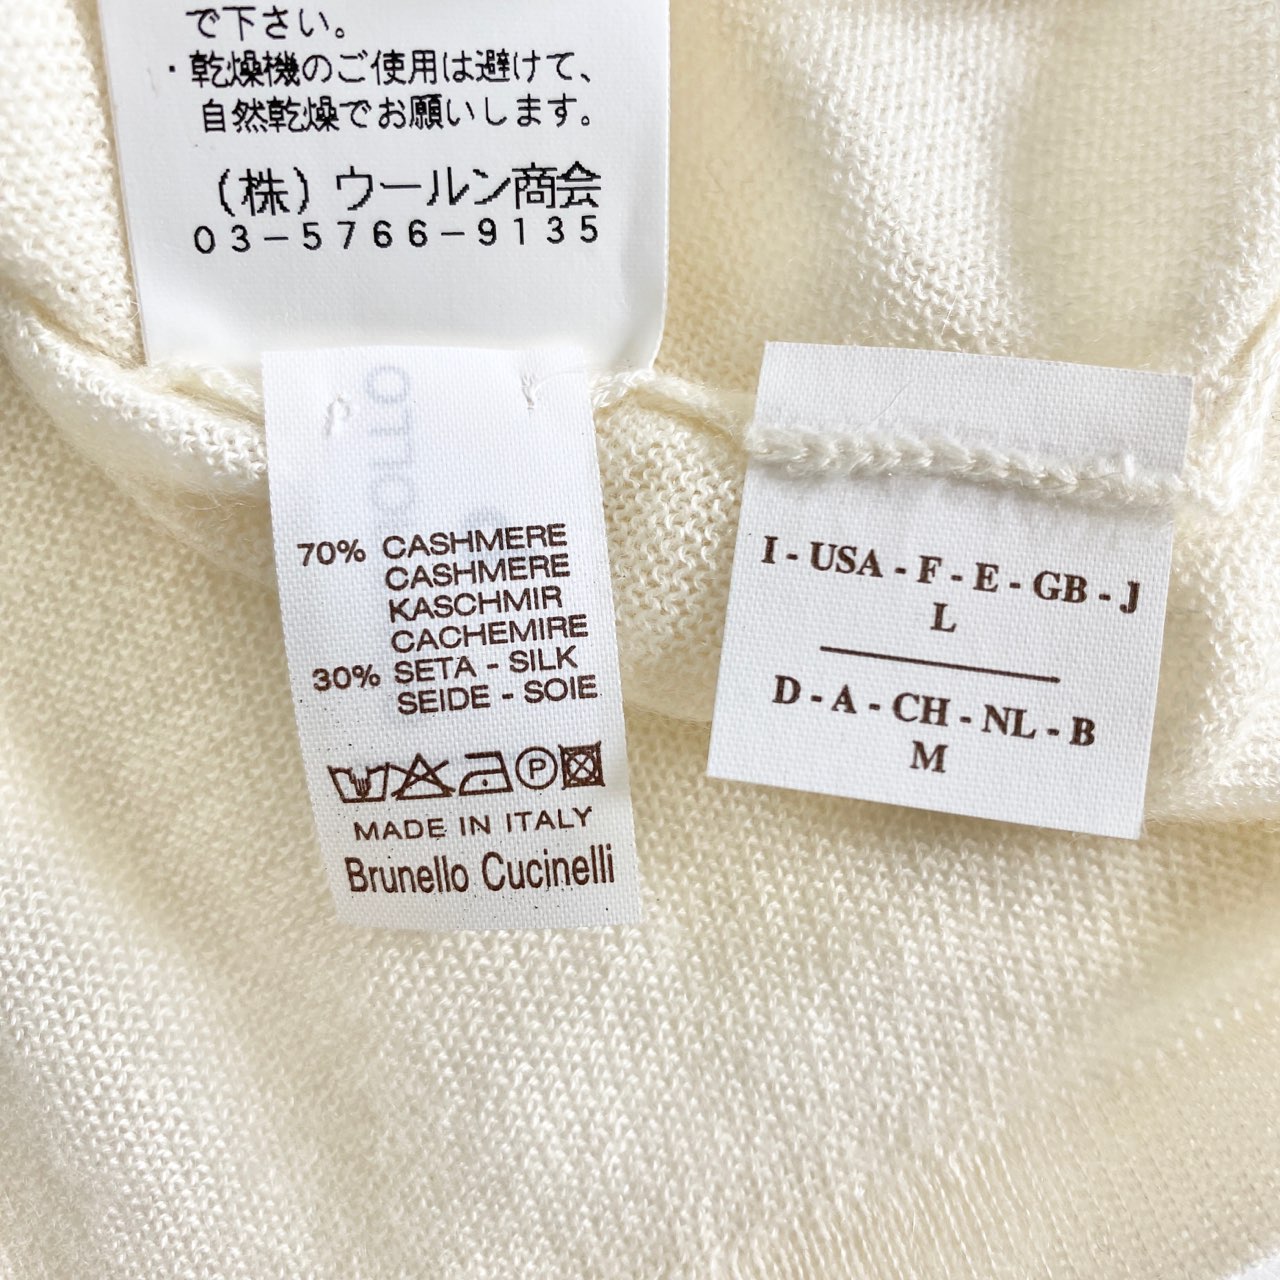 で下さい。
・乾燥機のご使用は避けて、
自然乾燥でお願いします。
(株)ウールン商会
03-5766-9135
70% CASHMERE
CASHMERE
KASCHMIR
CACHEMIRE
30% SETA - SILK
SEIDE - SOIE
P
MADE IN ITALY
Brunello Cucinelli
I - USA - F - E - GB - J
L
D - A - CH - NL - B
M